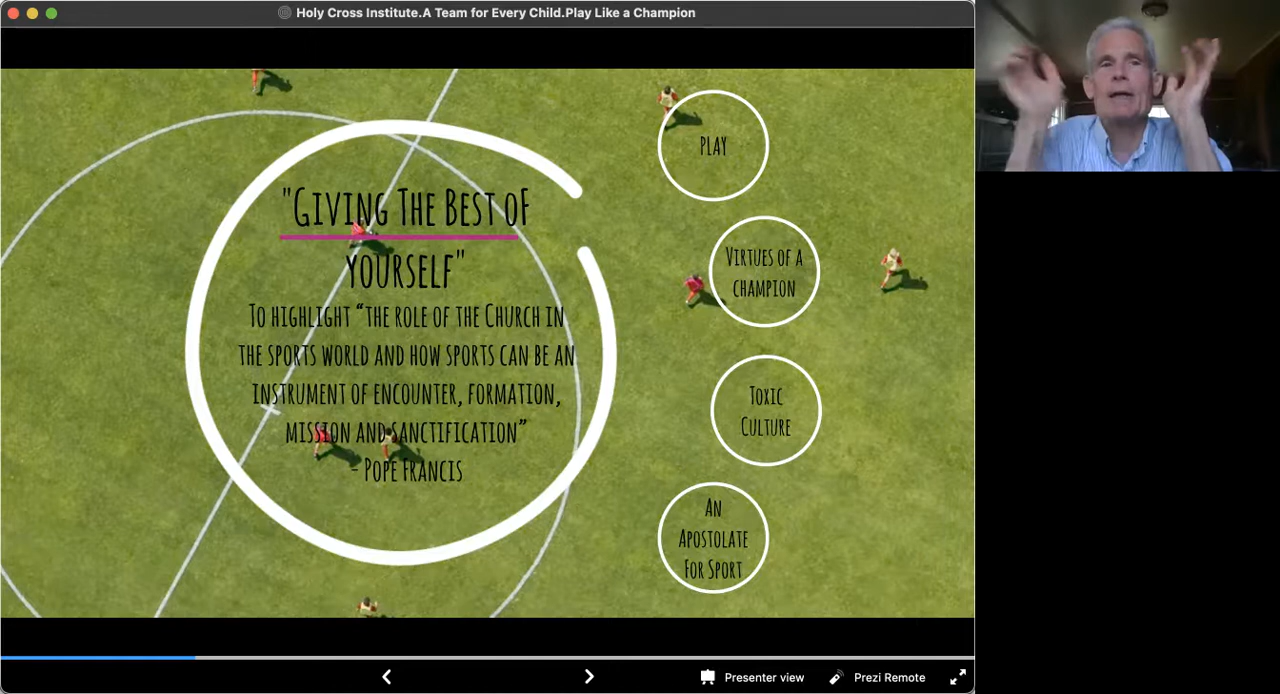 Holy Cross Institute.A Team for Every Child.Play Like a Champion
"Giving The Best of
yourself"
To highlight “the role of the Church in
the sports world and how sports can be an
instrument of encounter, formation,
mission and sanctification”
- Pope Francis
Play
Virtues of a
champion
Toxic
Culture
An
Apostolate
For Sport
Presenter view
Prezi Remote